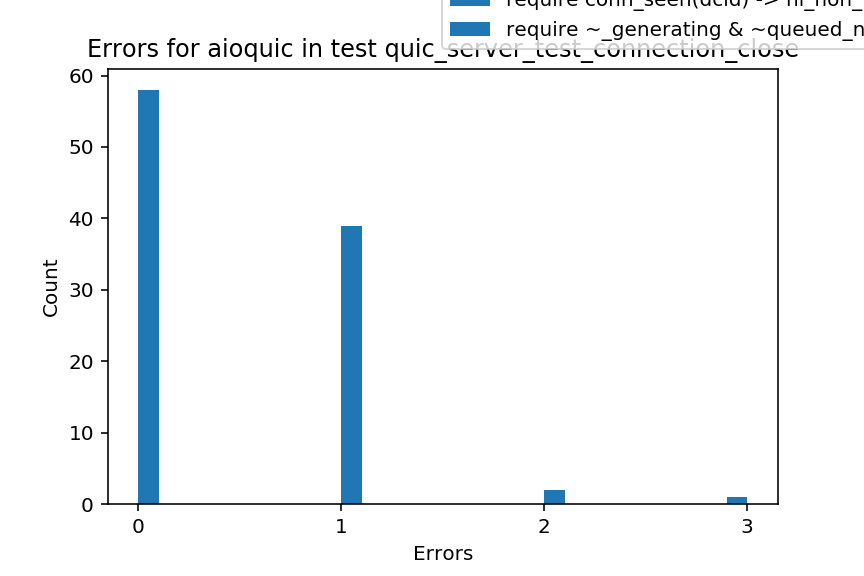 require conn_seen(dcid) -> hi_non_
require ~_generating & ~queued_n
Errors for aioquic in test quic_server_test_connection_close
60
50
40
30
20
10
0
Count
0 1 2 3
Errors